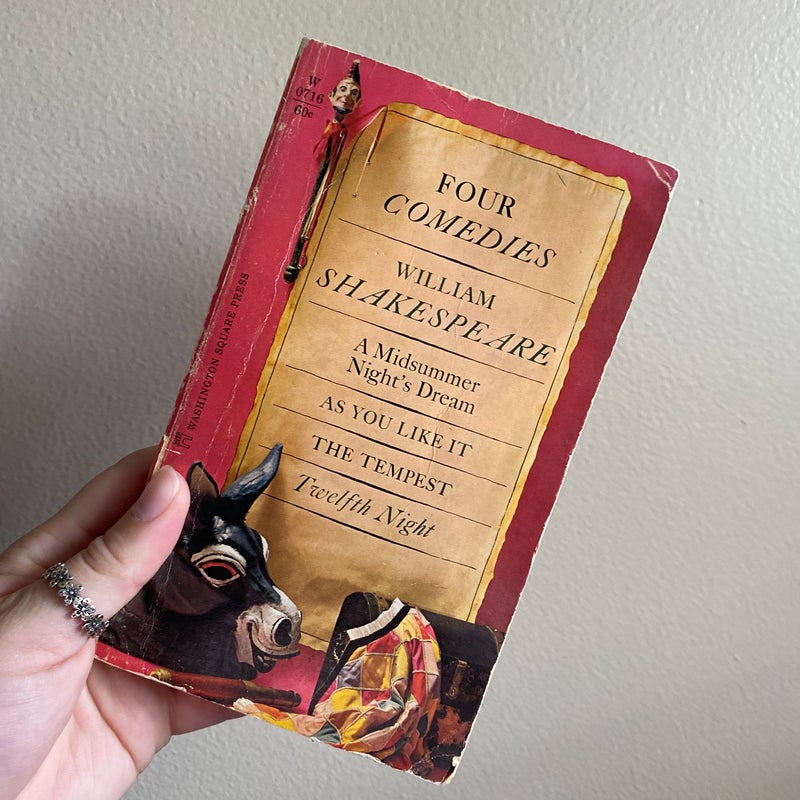 W
0716
60c
FOUR
COMEDIES
WILLIAM
SHAKESPEARE
A Midsummer
Night's Dream
AS YOU LIKE IT
THE TEMPEST
Twelfth Night
WASHINGTON SQUARE PRESS